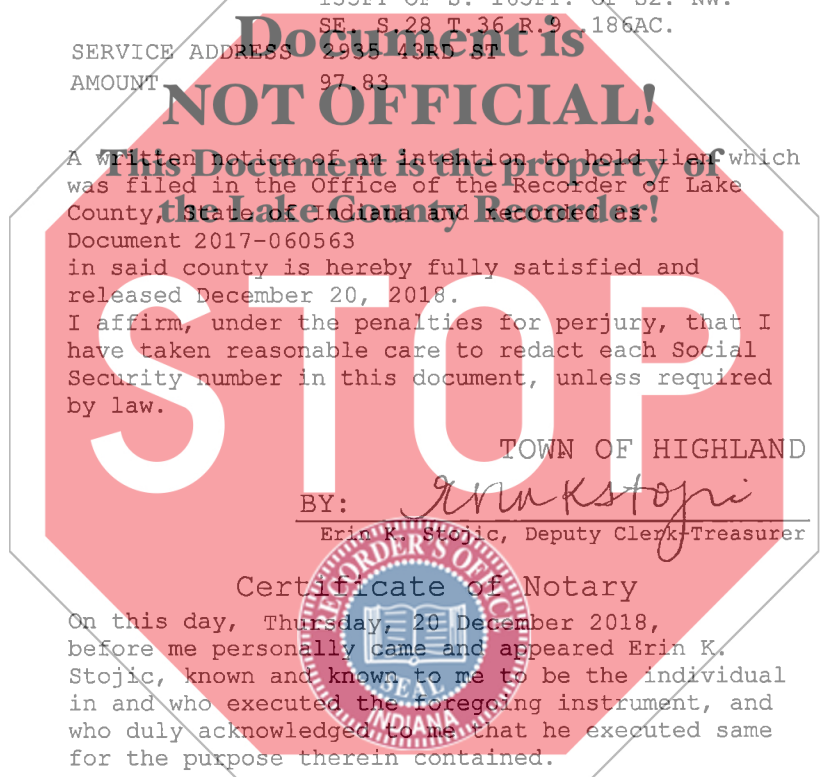 135FT OF S. 165FT. OF S2. NW.
SE. S.28 T.36 R.9 .186AC.
Document is
SERVICE ADDRESS 2935 43RD ST
AMOUNT 97.83
NOT OFFICIAL!
A written notice of an intention to hold lien which
This Document is the property of
was filed in the Office of the Recorder of Lake
County, State of Indiana and recorded as
the Lake County Recorder!
Document 2017-060563
in said county is hereby fully satisfied and
released December 20, 2018.
I affirm, under the penalties for perjury, that I
have taken reasonable care to redact each Social
Security number in this document, unless required
by law.
STOP
TOWN OF HIGHLAND
BY: Erin K Stojic
Erin K. Stojic, Deputy Clerk-Treasurer
RECORDER'S OFFICE
Certificate of Notary
On this day, Thursday, 20 December 2018,
before me personally came and appeared Erin K.
Stojic, known and known to me to be the individual
SEAL
in and who executed the foregoing instrument, and
INDIANA
who duly acknowledged to me that he executed same
for the purpose therein contained.